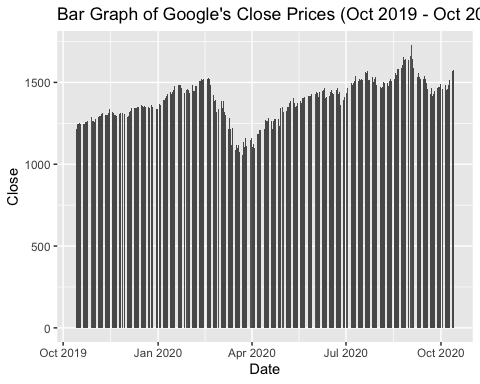 Bar Graph of Google's Close Prices (Oct 2019 - Oct 20
1500
1000
500
0
Close
Oct 2019 Jan 2020 Apr 2020 Jul 2020 Oct 2020
Date